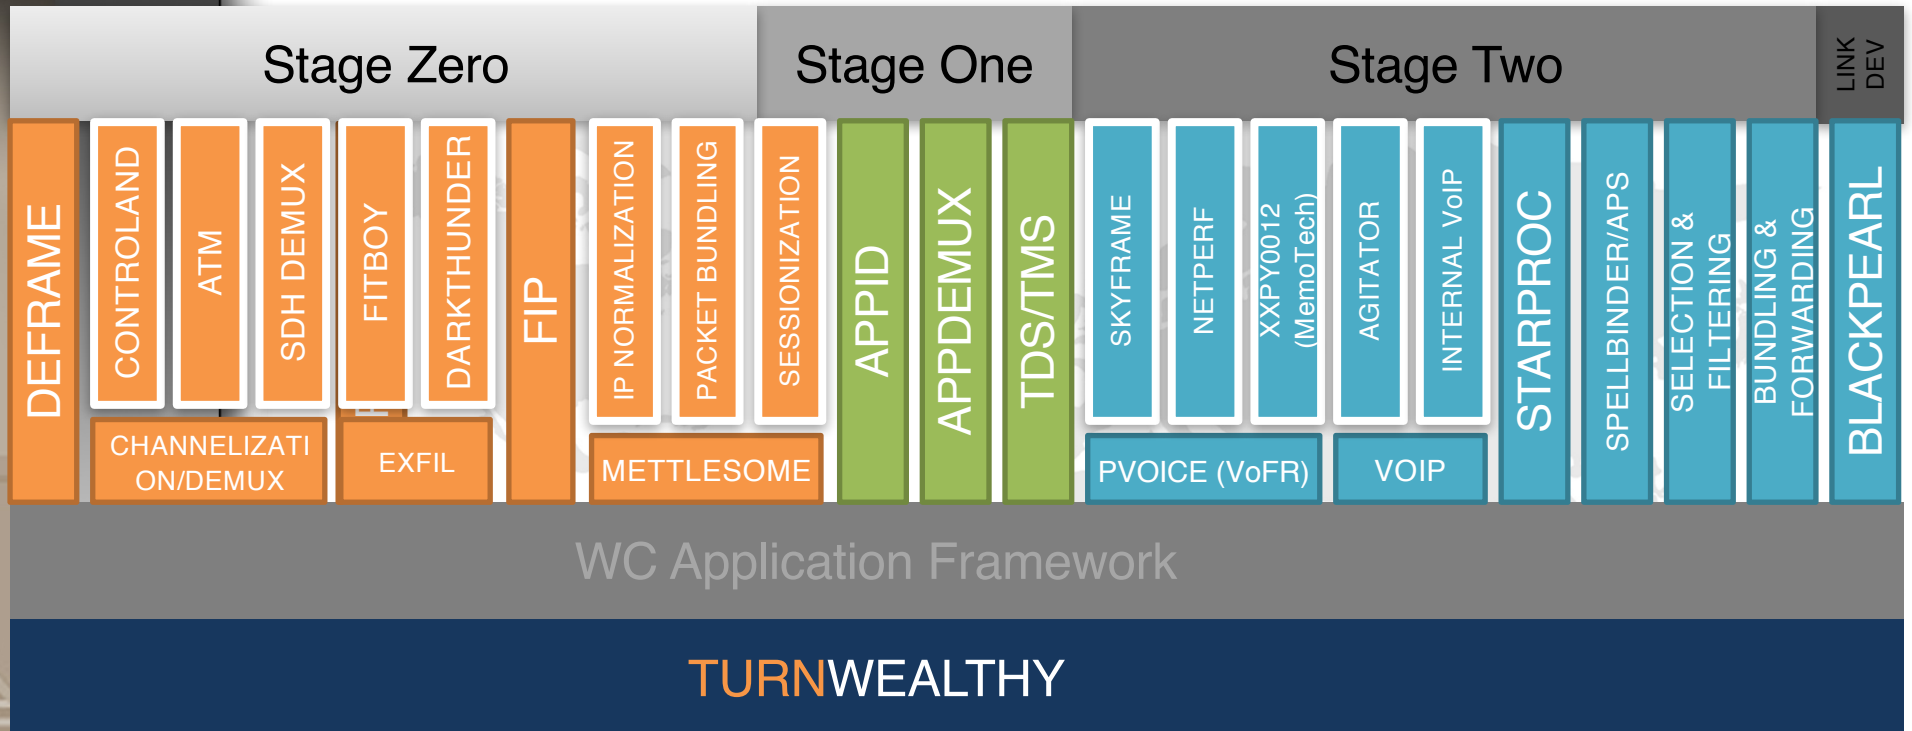 Stage Zero
Stage One
Stage Two
LINK
DEV
DEFRAME
CONTROLAND
ATM
SDH DEMUX
FITBOY
DARKTHUNDER
FIP
IP NORMALIZATION
PACKET BUNDLING
SESSIONIZATION
APPID
APPDEMUX
TDS/TMS
SKYFRAME
NETPERF
XXPY0012
(MemoTech)
AGITATOR
INTERNAL VoIP
STARPROC
SPELLBINDER/APS
SELECTION &
FILTERING
BUNDLING &
FORWARDING
BLACKPEARL
CHANNELIZATI
ON/DEMUX
EXFIL
METTLESOME
PVOICE (VoFR)
VOIP
WC Application Framework
TURNWEALTHY